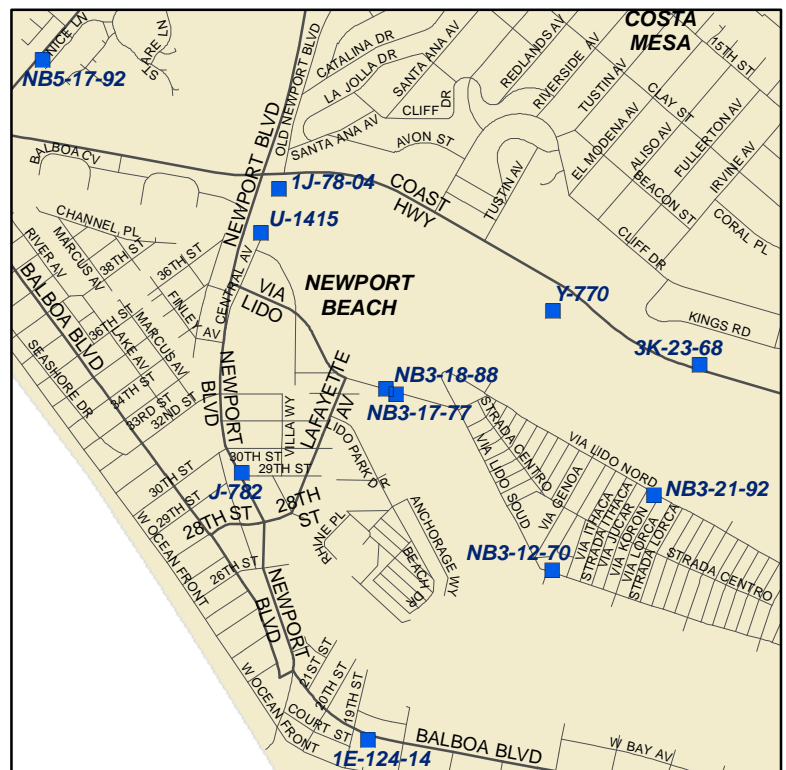 COSTA
MESA
NICE LN
ST
ARE LN
NB5-17-92
OLD NEWPORT BLVD
CATALINA DR
LA JOLLA DR
SANTA ANA AV
REDLANDS AV
RIVERSIDE AV
TUSTIN AV
15TH ST
CLIFF DR
CLAY ST
SANTA ANA AV
AVON ST
EL MODENA AV
ALISO AV
FULLERTON AV
BEACON ST
IRVINE AV
CORAL PL
TUSTIN AV
CLIFF DR
NEWPORT BLVD
BALBOA CV
1J-78-04
COAST
HWY
U-1415
CHANNEL PL
RIVER AV
MARCUS AV
38TH ST
36TH ST
FINLEY AV
CENTRAL AV
VIA
LIDO
NEWPORT
BEACH
Y-770
KINGS RD
3K-23-68
BALBOA BLVD
SEASHORE DR
36TH ST
LAKE AV
MARCUS AV
34TH ST
33RD ST
32ND ST
NEWPORT
BLVD
VILLA WY
LAFAYETTE
AV
NB3-18-88
NB3-17-77
LIDO PARK DR
STRADA CENTRO
VIA LIDO SOUD
VIA GENOA
VIA LIDO NORD
NB3-21-92
30TH ST
29TH ST
J-782
30TH ST
29TH ST
28TH ST
28TH
ST
W OCEAN FRONT
26TH ST
RHINE PL
BEACH DR
ANCHORAGE WY
NB3-12-70
VIA ITHACA
STRADA ITHACA
VIA JUCAR
VIA KORON
VIA LORCA
STRADA LORCA
STRADA CENTRO
NEWPORT
BLVD
21ST ST
20TH ST
19TH ST
W OCEAN FRONT
COURT ST
BALBOA BLVD
W BAY AV
1E-124-14